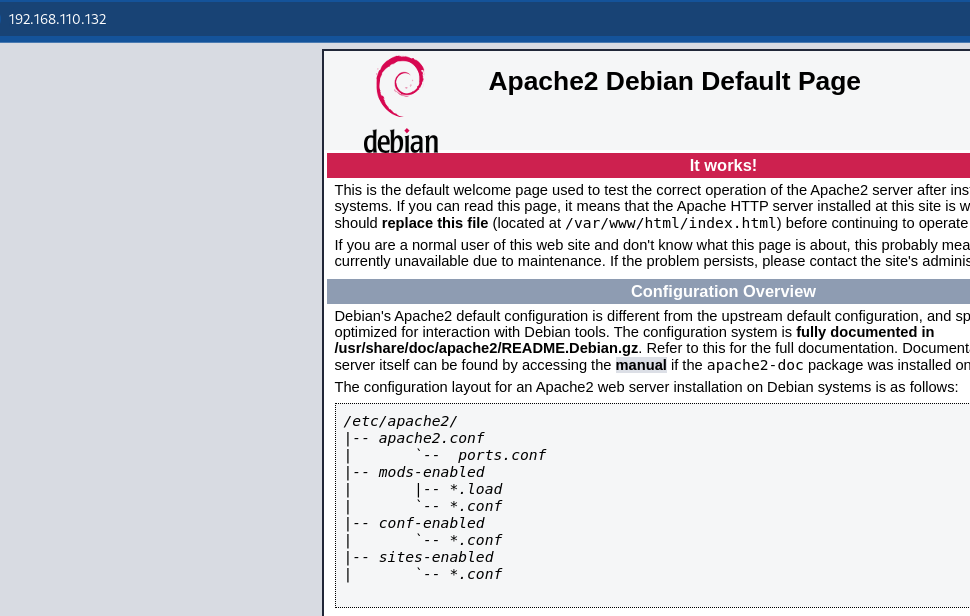 192.168.110.132
debian
Apache2 Debian Default Page
It works!
This is the default welcome page used to test the correct operation of the Apache2 server after
systems. If you can read this page, it means that the Apache HTTP server installed at this site is
should replace this file (located at /var/www/html/index.html) before continuing to operate
If you are a normal user of this web site and don't know what this page is about, this probably
currently unavailable due to maintenance. If the problem persists, please contact the site's
Configuration Overview
Debian's Apache2 default configuration is different from the upstream default configuration, and
optimized for interaction with Debian tools. The configuration system is fully documented in
/usr/share/doc/apache2/README.Debian.gz. Refer to this for the full documentation.
server itself can be found by accessing the manual if the apache2-doc package was installed on
The configuration layout for an Apache2 web server installation on Debian systems is as follows:
/etc/apache2/
|-- apache2.conf
|       `--  ports.conf
|-- mods-enabled
|       |-- *.load
|       `-- *.conf
|-- conf-enabled
|       `-- *.conf
|-- sites-enabled
|       `-- *.conf